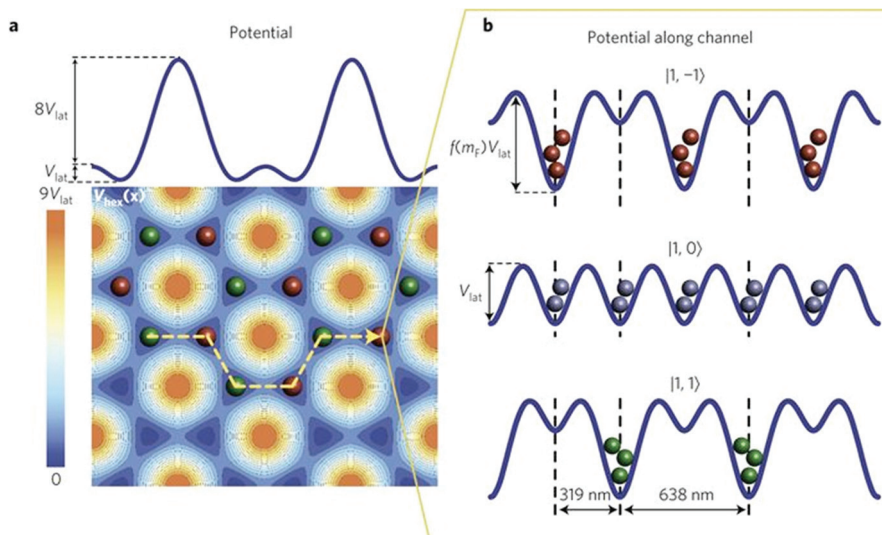 a
Potential
8V_lat
V_lat
9V_lat
V_hex(x)
0
b
Potential along channel
|1, −1⟩
f(m_F)V_lat
|1, 0⟩
V_lat
|1, 1⟩
319 nm
638 nm